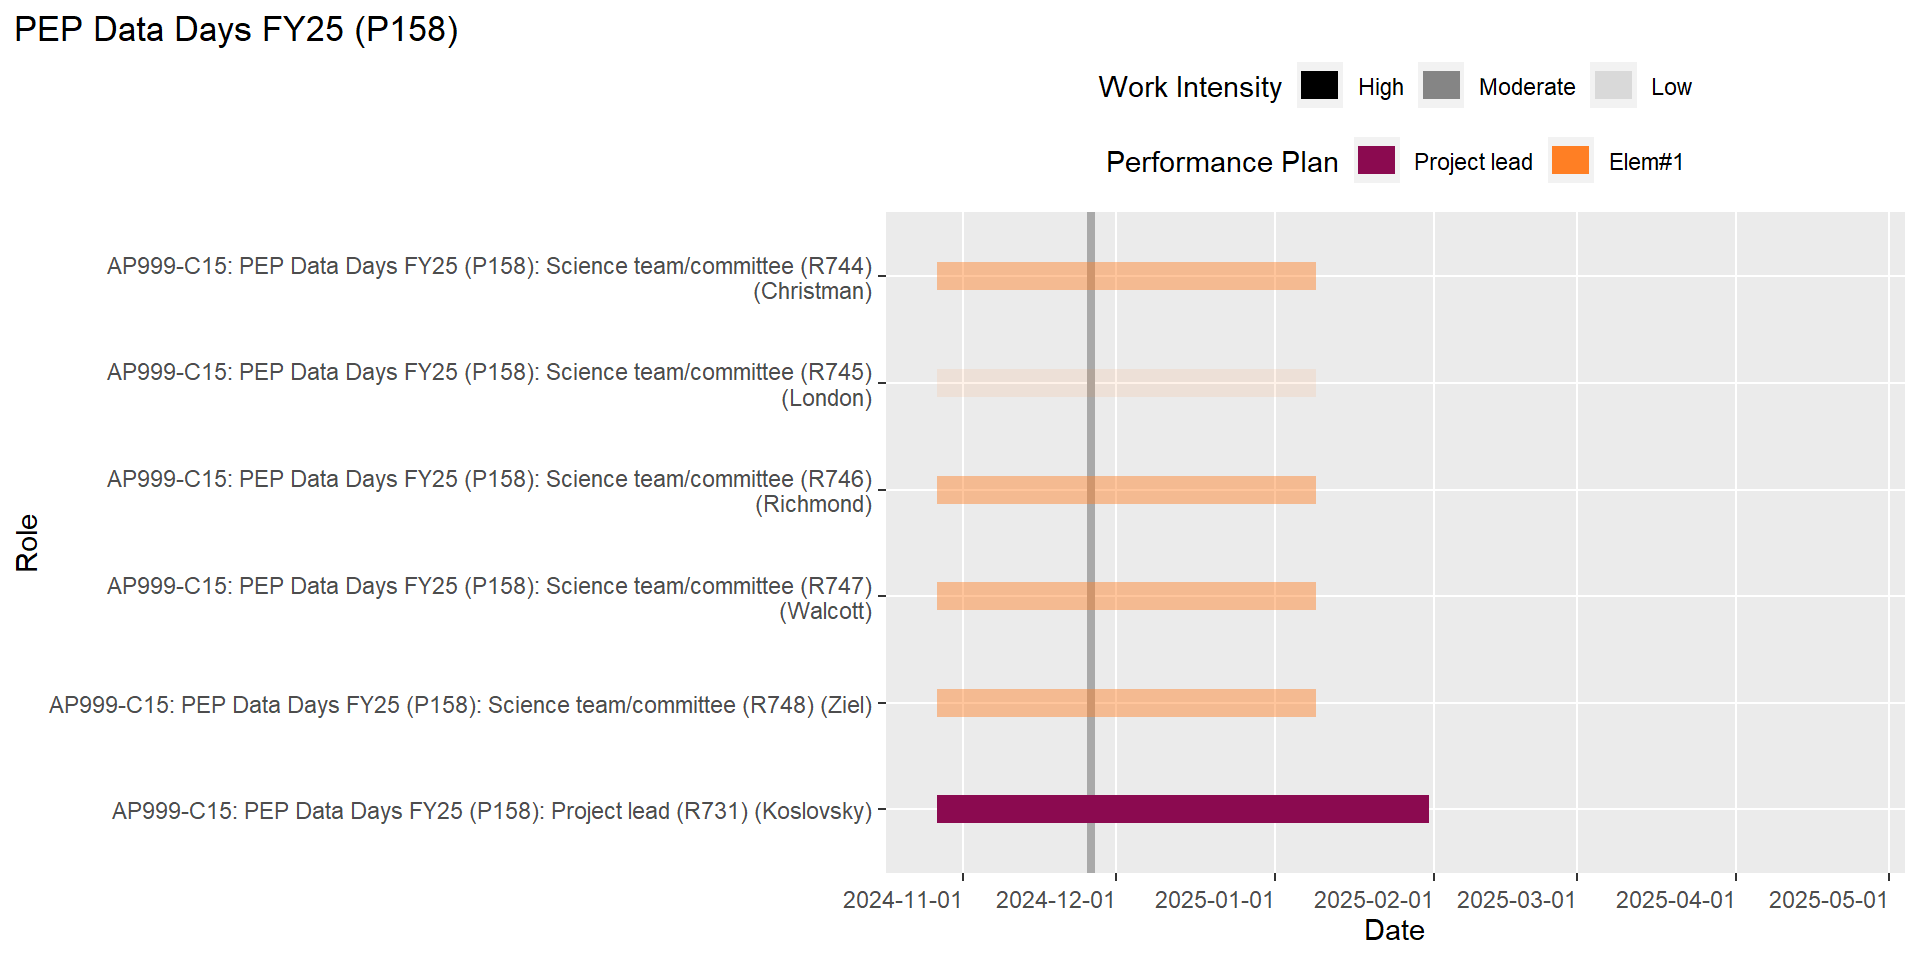 PEP Data Days FY25 (P158)
Work Intensity High Moderate Low
Performance Plan Project lead Elem#1
AP999-C15: PEP Data Days FY25 (P158): Science team/committee (R744)
(Christman)
AP999-C15: PEP Data Days FY25 (P158): Science team/committee (R745)
(London)
AP999-C15: PEP Data Days FY25 (P158): Science team/committee (R746)
(Richmond)
Role
AP999-C15: PEP Data Days FY25 (P158): Science team/committee (R747)
(Walcott)
AP999-C15: PEP Data Days FY25 (P158): Science team/committee (R748) (Ziel)
AP999-C15: PEP Data Days FY25 (P158): Project lead (R731) (Koslovsky)
2024-11-01 2024-12-01 2025-01-01 2025-02-01 2025-03-01 2025-04-01 2025-05-01
Date